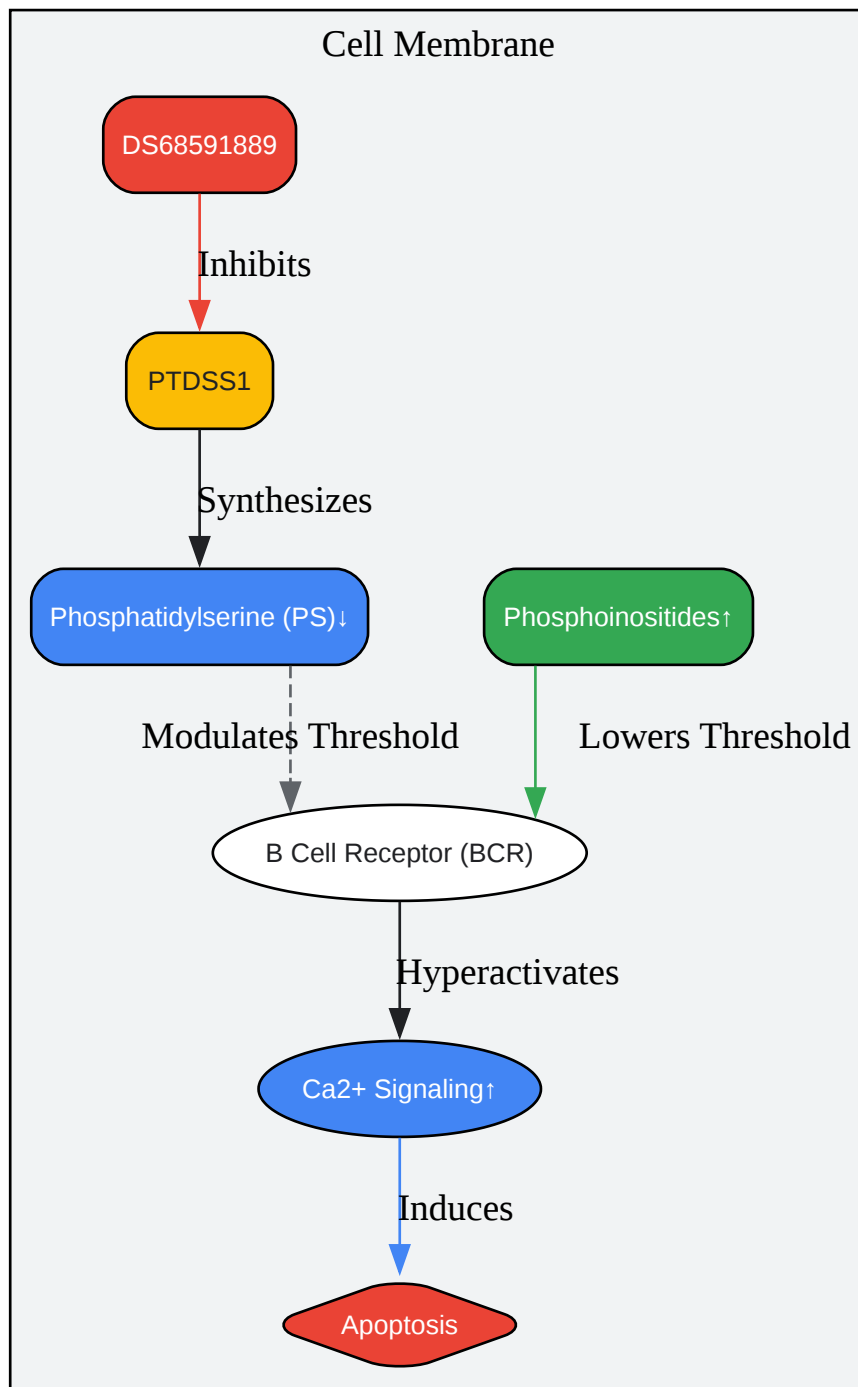 Cell Membrane
DS68591889
Inhibits
PTDSS1
Synthesizes
Phosphatidylserine (PS)↓
Phosphoinositides↑
Modulates Threshold
Lowers Threshold
B Cell Receptor (BCR)
Hyperactivates
Ca2+ Signaling↑
Induces
Apoptosis